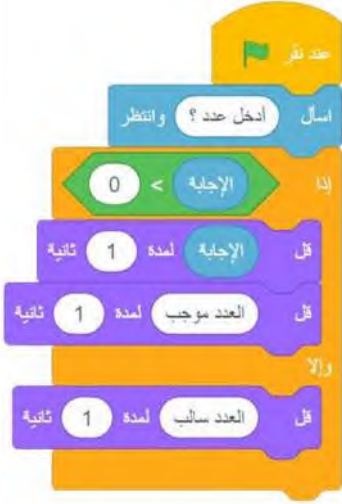 عند نقر
اسأل أدخل عدد ؟ وانتظر
إذا الإجابة < 0
قل الإجابة لمدة 1 ثانية
قل العدد موجب لمدة 1 ثانية
وإلا
قل العدد سالب لمدة 1 ثانية